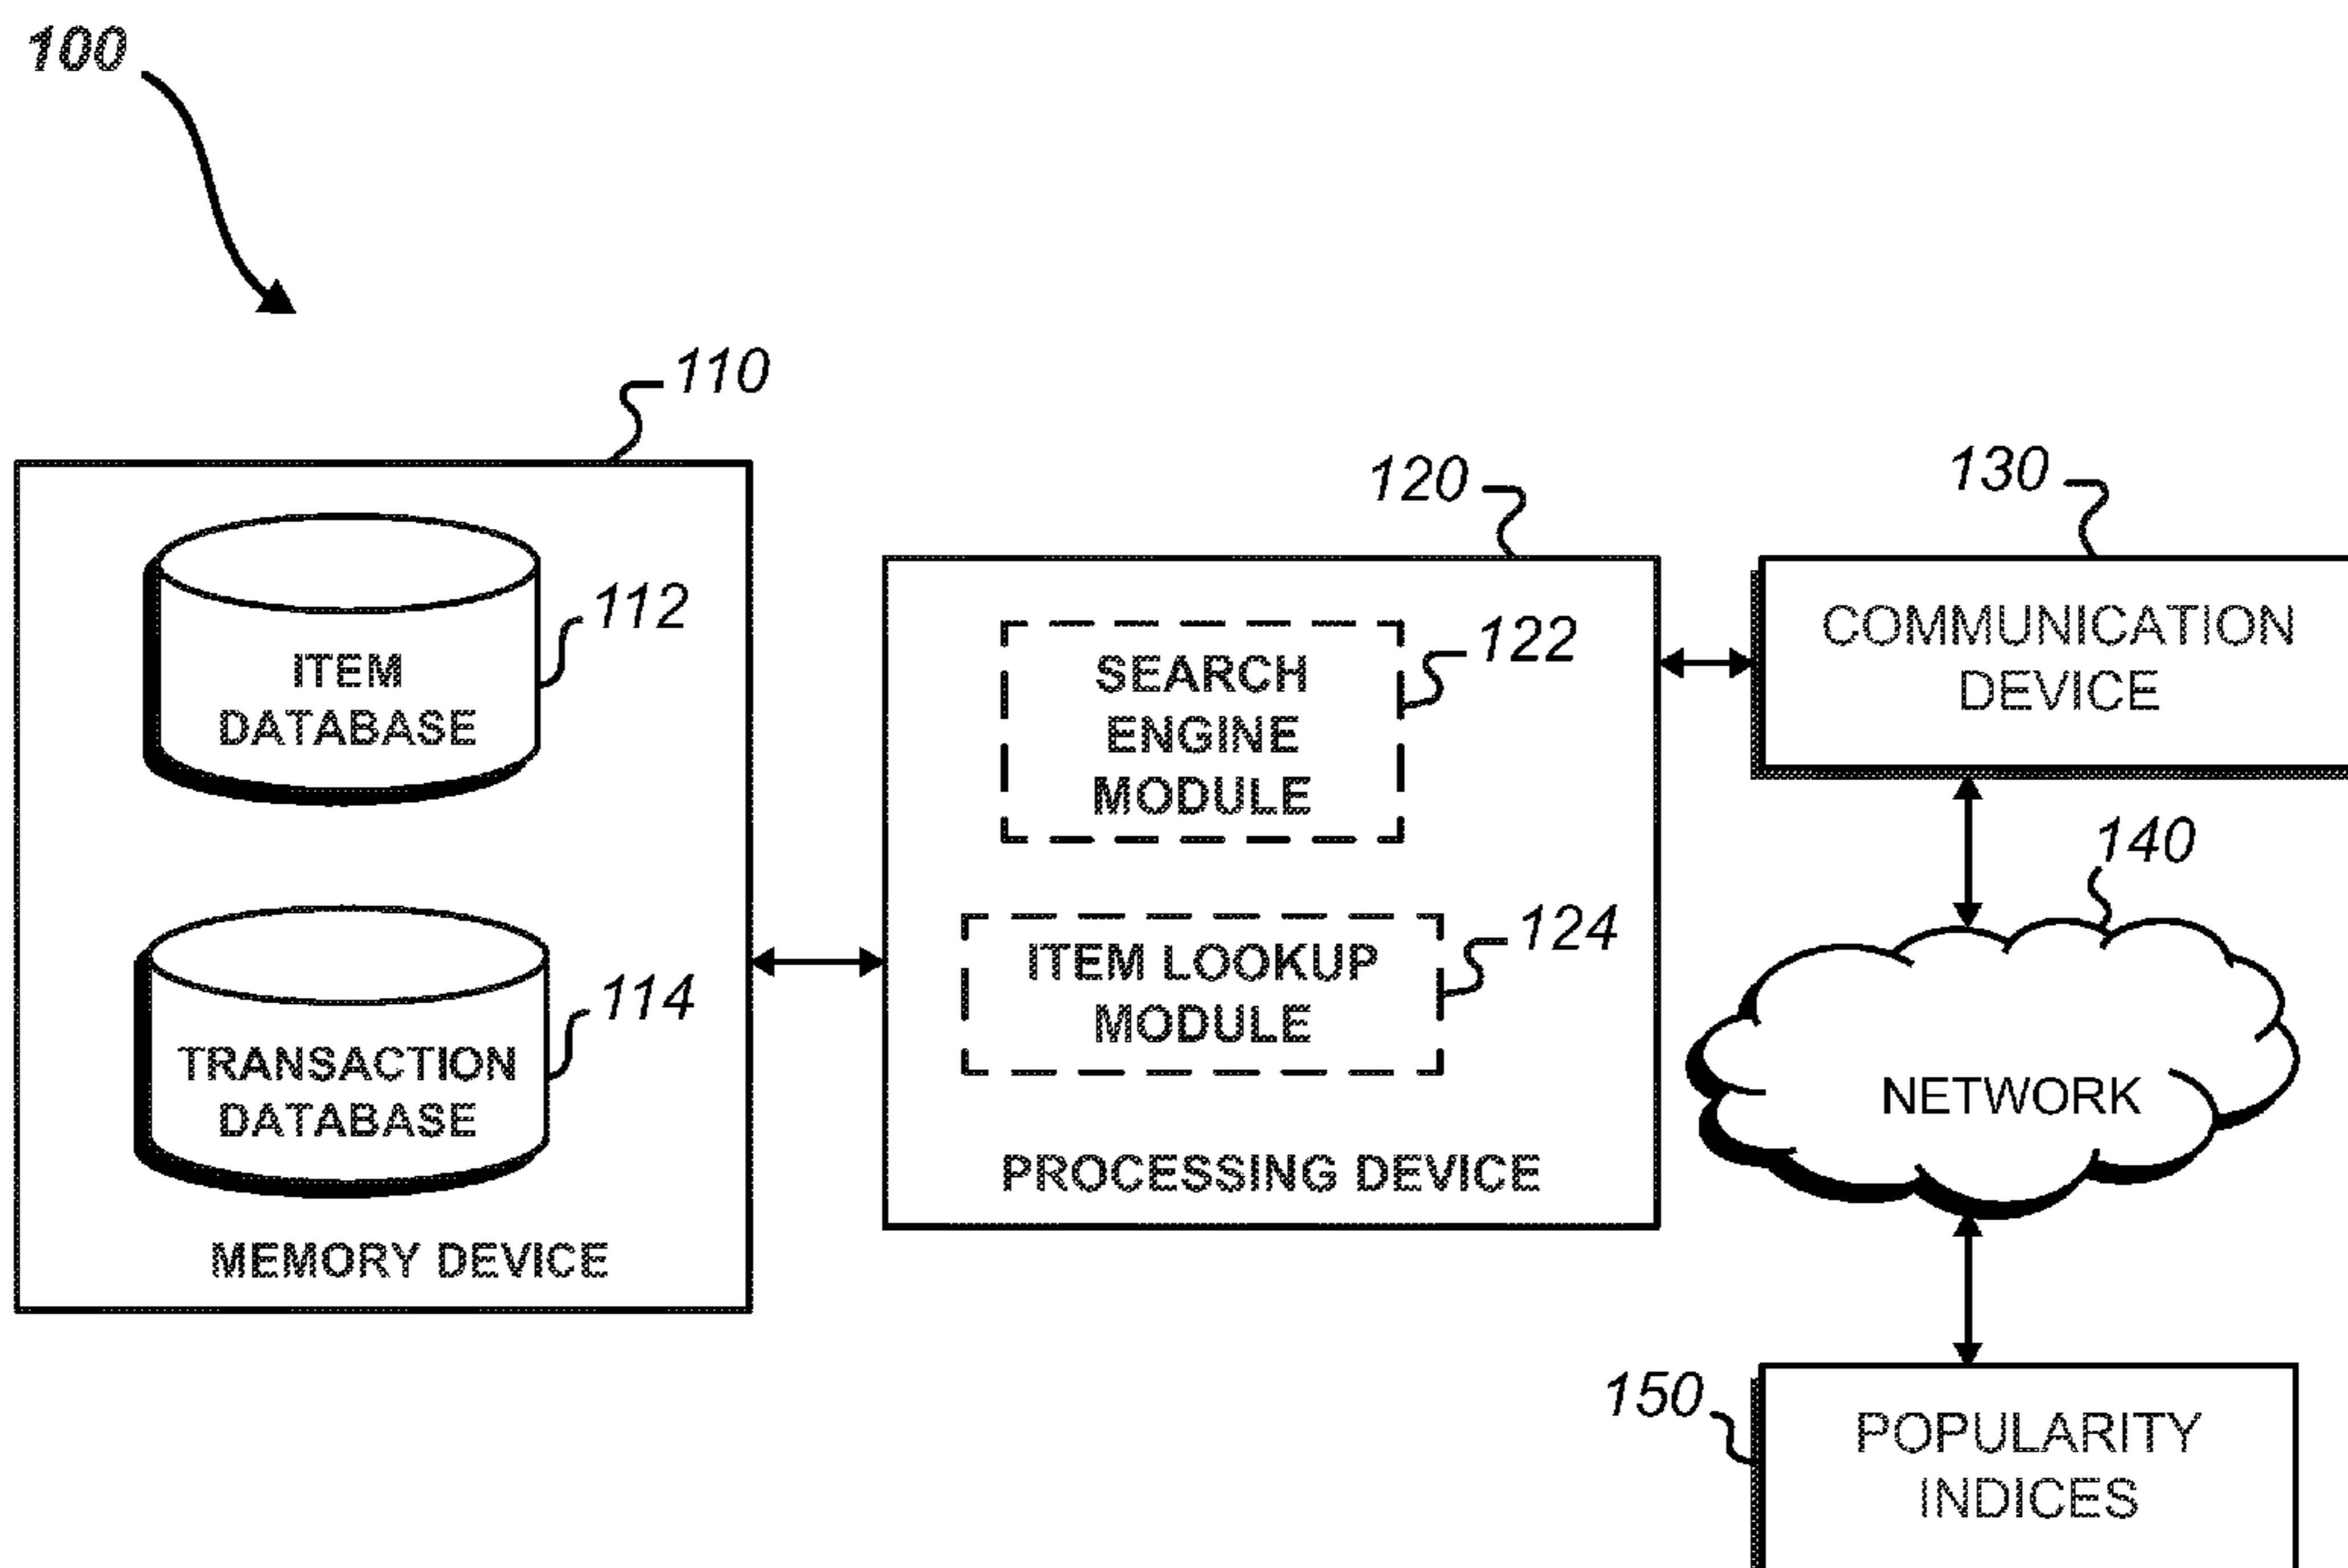 100
110
ITEM
DATABASE
112
TRANSACTION
DATABASE
114
MEMORY DEVICE
120
SEARCH
ENGINE
MODULE
122
ITEM LOOKUP
MODULE
124
PROCESSING DEVICE
130
COMMUNICATION
DEVICE
140
NETWORK
150
POPULARITY
INDICES